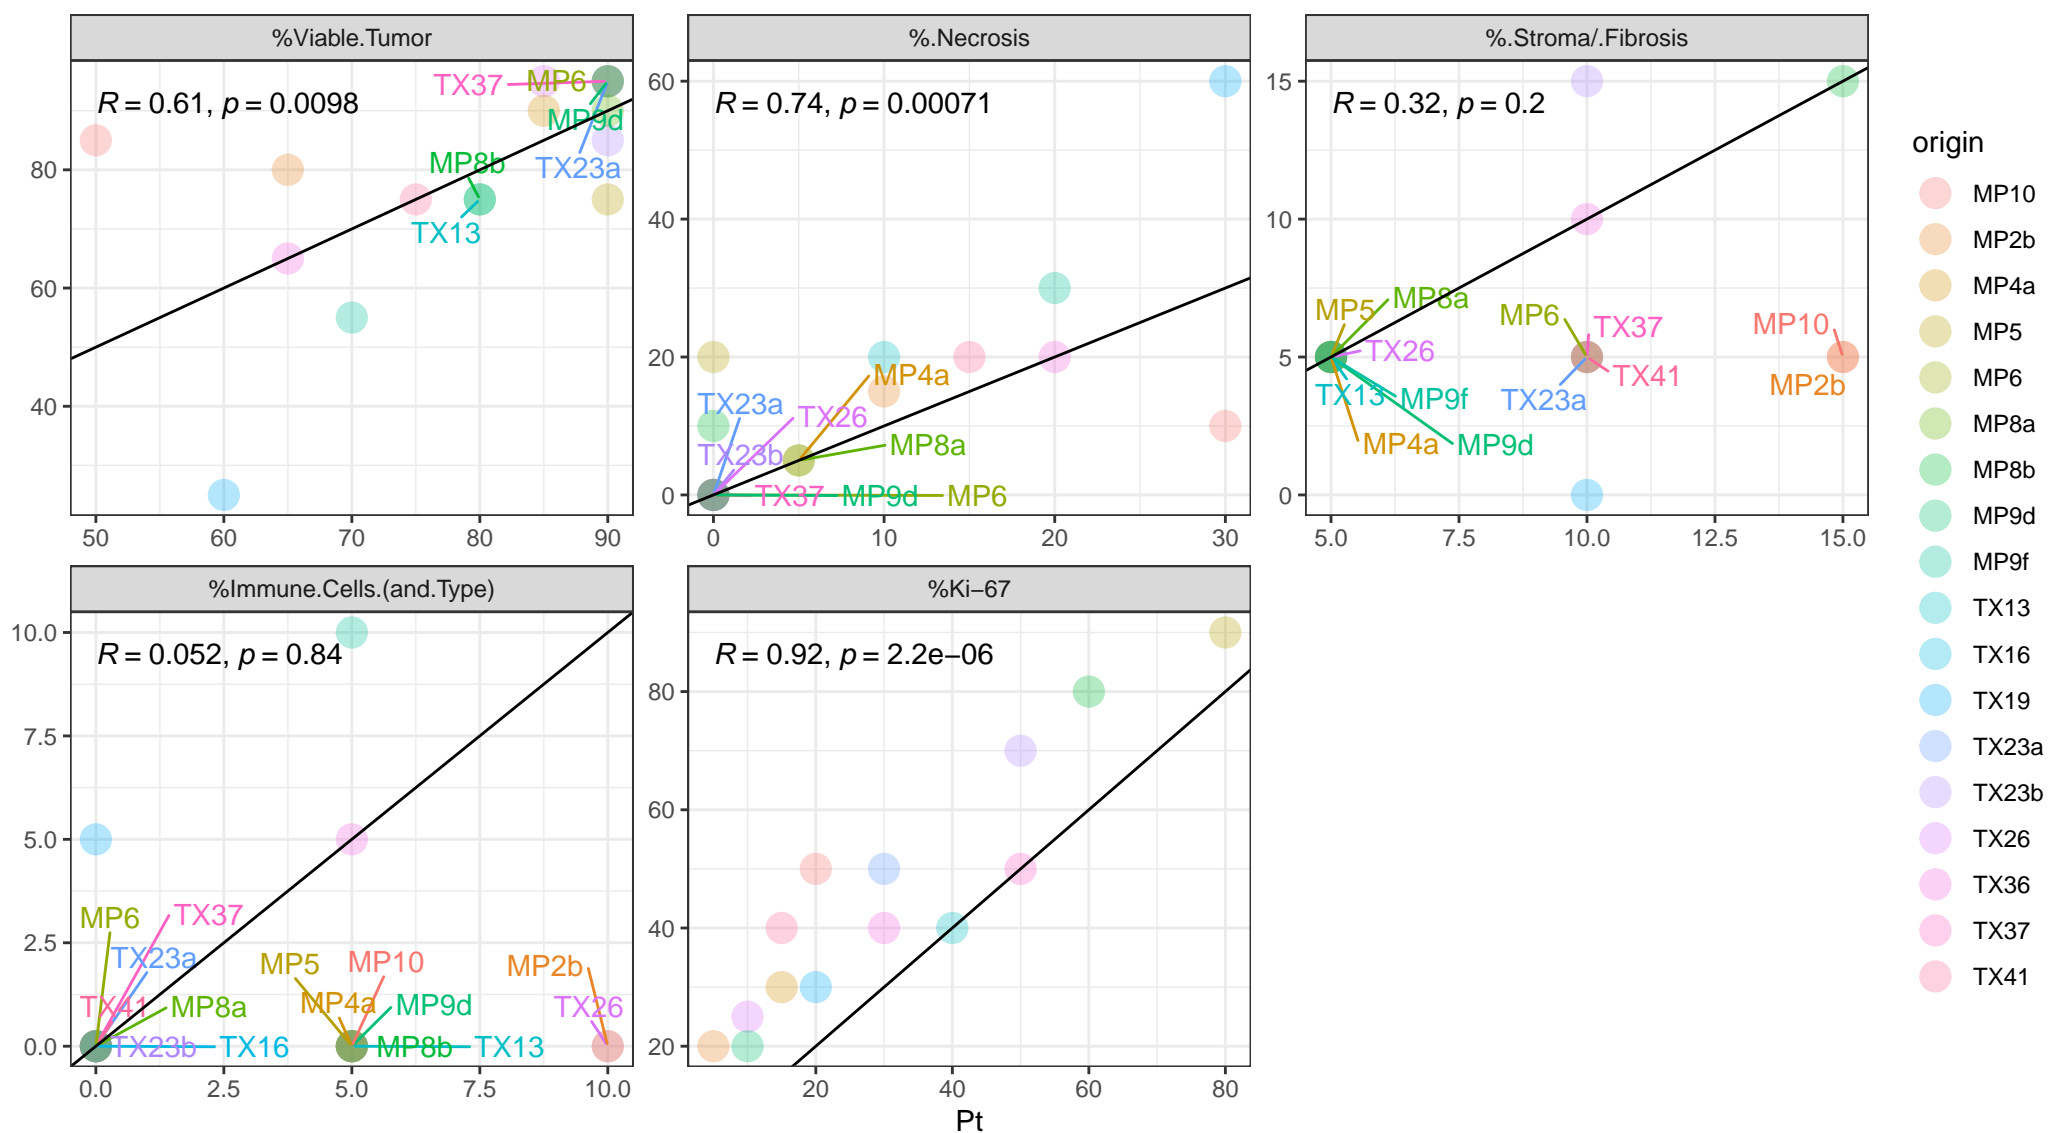 %Viable.Tumor
%.Necrosis
%.Stroma/.Fibrosis
R = 0.61, p = 0.0098
TX37
MP6
MP9d
MP8b
TX23a
TX13
80
60
40
50
60
70
80
90
R = 0.74, p = 0.00071
MP4a
TX23a
TX26
MP8a
TX23b
TX37
MP9d
MP6
60
40
20
0
0
10
20
30
R = 0.32, p = 0.2
MP5
MP8a
MP6
TX37
MP10
TX26
TX41
TX13
MP9f
TX23a
MP2b
MP4a
MP9d
15
10
5
0
5.0
7.5
10.0
12.5
15.0
%Immune.Cells.(and.Type)
%Ki−67
R = 0.052, p = 0.84
MP6
TX37
TX23a
MP5
MP10
MP2b
TX41
MP8a
MP4a
MP9d
TX26
TX23b
TX16
MP8b
TX13
10.0
7.5
5.0
2.5
0.0
0.0
2.5
5.0
7.5
10.0
R = 0.92, p = 2.2e−06
80
60
40
20
20
40
60
80
Pt
origin
MP10
MP2b
MP4a
MP5
MP6
MP8a
MP8b
MP9d
MP9f
TX13
TX16
TX19
TX23a
TX23b
TX26
TX36
TX37
TX41